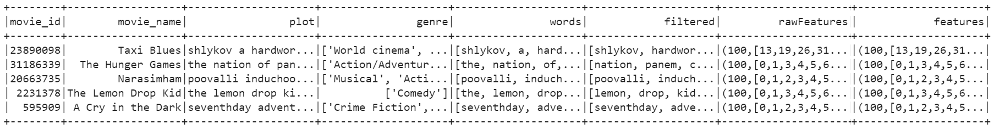 +--------+-----------------+--------------------+--------------------+--------------------+--------------------+--------------------+--------------------+
|movie_id|       movie_name|                plot|               genre|               words|            filtered|         rawFeatures|            features|
+--------+-----------------+--------------------+--------------------+--------------------+--------------------+--------------------+--------------------+
|23890098|       Taxi Blues|shlykov a hardwor...|['World cinema', ...|[shlykov, a, hard...|[shlykov, hardwor...|(100,[13,19,26,31...|(100,[13,19,26,31...|
|31186339| The Hunger Games|the nation of pan...|['Action/Adventur...|[the, nation, of,...|[nation, panem, c...|(100,[0,1,3,4,5,6...|(100,[0,1,3,4,5,6...|
|20663735|       Narasimham|poovalli induchoo...|['Musical', 'Acti...|[poovalli, induch...|[poovalli, induch...|(100,[0,1,2,3,4,5...|(100,[0,1,2,3,4,5...|
| 2231378|The Lemon Drop Kid|the lemon drop ki...|          ['Comedy']|[the, lemon, drop...|[lemon, drop, kid...|(100,[0,1,3,4,5,6...|(100,[0,1,3,4,5,6...|
|  595909| A Cry in the Dark|seventhday advent...|['Crime Fiction',...|[seventhday, adve...|[seventhday, adve...|(100,[0,1,2,3,4,5...|(100,[0,1,2,3,4,5...|
+--------+-----------------+--------------------+--------------------+--------------------+--------------------+--------------------+--------------------+